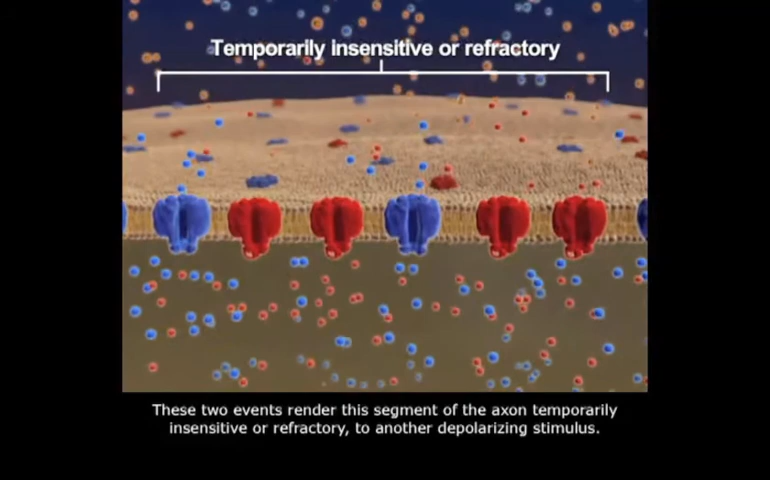 Temporarily insensitive or refractory
These two events render this segment of the axon temporarily
insensitive or refractory, to another depolarizing stimulus.